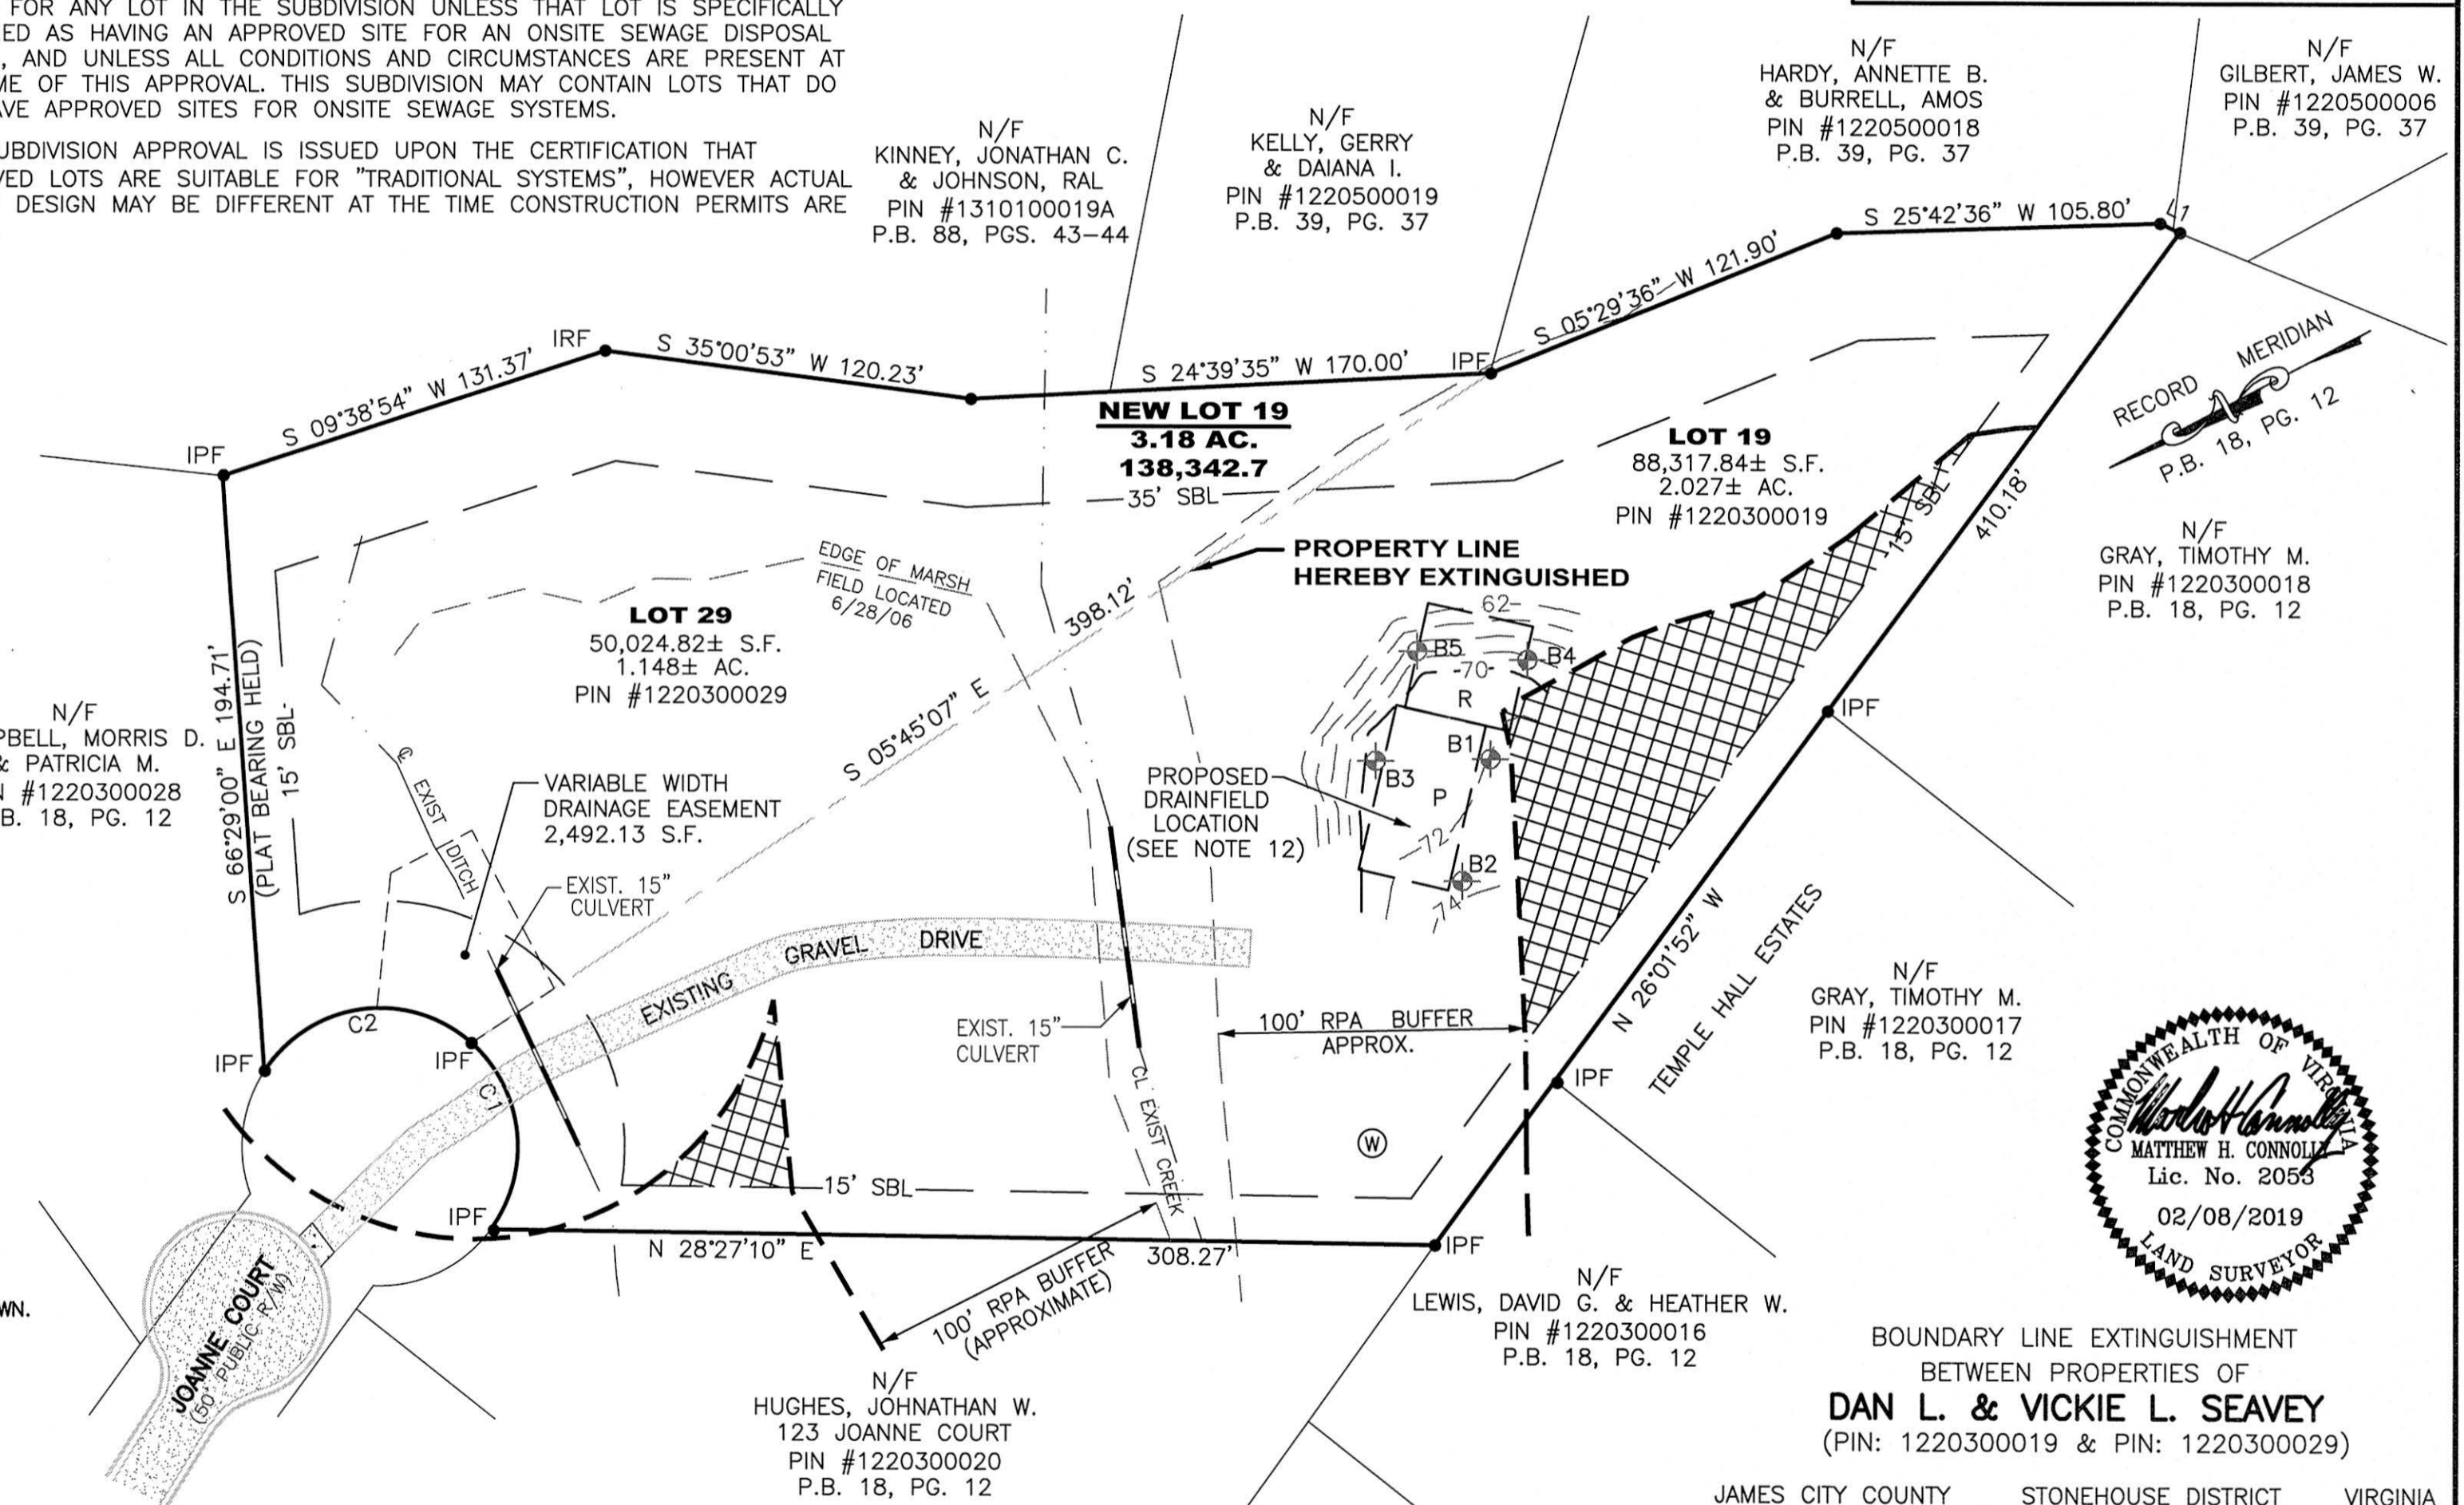 FOR ANY LOT IN THE SUBDIVISION UNLESS THAT LOT IS SPECIFICALLY
ED AS HAVING AN APPROVED SITE FOR AN ONSITE SEWAGE DISPOSAL
, AND UNLESS ALL CONDITIONS AND CIRCUMSTANCES ARE PRESENT AT
ME OF THIS APPROVAL. THIS SUBDIVISION MAY CONTAIN LOTS THAT DO
AVE APPROVED SITES FOR ONSITE SEWAGE SYSTEMS.
UBDIVISION APPROVAL IS ISSUED UPON THE CERTIFICATION THAT
VED LOTS ARE SUITABLE FOR "TRADITIONAL SYSTEMS", HOWEVER ACTUAL
DESIGN MAY BE DIFFERENT AT THE TIME CONSTRUCTION PERMITS ARE
N/F
KINNEY, JONATHAN C.
& JOHNSON, RAL
PIN #1310100019A
P.B. 88, PGS. 43-44
N/F
KELLY, GERRY
& DAIANA I.
PIN #1220500019
P.B. 39, PG. 37
N/F
HARDY, ANNETTE B.
& BURRELL, AMOS
PIN #1220500018
P.B. 39, PG. 37
N/F
GILBERT, JAMES W.
PIN #1220500006
P.B. 39, PG. 37
S 25°42'36" W 105.80'
L1
S 05°29'36" W 121.90'
IPF
S 24°39'35" W 170.00'
S 35°00'53" W 120.23'
IRF
S 09°38'54" W 131.37'
IPF
NEW LOT 19
3.18 AC.
138,342.7
35' SBL
LOT 19
88,317.84± S.F.
2.027± AC.
PIN #1220300019
RECORD MERIDIAN
P.B. 18, PG. 12
15' SBL
410.18'
N/F
GRAY, TIMOTHY M.
PIN #1220300018
P.B. 18, PG. 12
PROPERTY LINE
HEREBY EXTINGUISHED
EDGE OF MARSH
FIELD LOCATED
6/28/06
398.12'
S 05°45'07" E
LOT 29
50,024.82± S.F.
1.148± AC.
PIN #1220300029
62-
B5
B4
-70-
R
B1
B3
P
-72-
B2
-74-
IPF
S 66°29'00" E 194.71'
(PLAT BEARING HELD)
15' SBL-
N/F
PBELL, MORRIS D.
& PATRICIA M.
N #1220300028
B. 18, PG. 12
℄ EXIST DITCH
VARIABLE WIDTH
DRAINAGE EASEMENT
2,492.13 S.F.
EXIST. 15"
CULVERT
PROPOSED
DRAINFIELD
LOCATION
(SEE NOTE 12)
EXISTING GRAVEL DRIVE
N 26°01'52" W
TEMPLE HALL ESTATES
N/F
GRAY, TIMOTHY M.
PIN #1220300017
P.B. 18, PG. 12
C2
IPF
IPF
C1
EXIST. 15"
CULVERT
100' RPA BUFFER
APPROX.
CL EXIST CREEK
W
IPF
15' SBL
IPF
N 28°27'10" E
308.27'
IPF
100' RPA BUFFER
(APPROXIMATE)
JOANNE COURT
(50' PUBLIC R/W)
WN.
N/F
HUGHES, JOHNATHAN W.
123 JOANNE COURT
PIN #1220300020
P.B. 18, PG. 12
N/F
LEWIS, DAVID G. & HEATHER W.
PIN #1220300016
P.B. 18, PG. 12
COMMONWEALTH OF VIRGINIA
MATTHEW H. CONNOLLY
Lic. No. 2053
02/08/2019
LAND SURVEYOR
BOUNDARY LINE EXTINGUISHMENT
BETWEEN PROPERTIES OF
DAN L. & VICKIE L. SEAVEY
(PIN: 1220300019 & PIN: 1220300029)
JAMES CITY COUNTY STONEHOUSE DISTRICT VIRGINIA